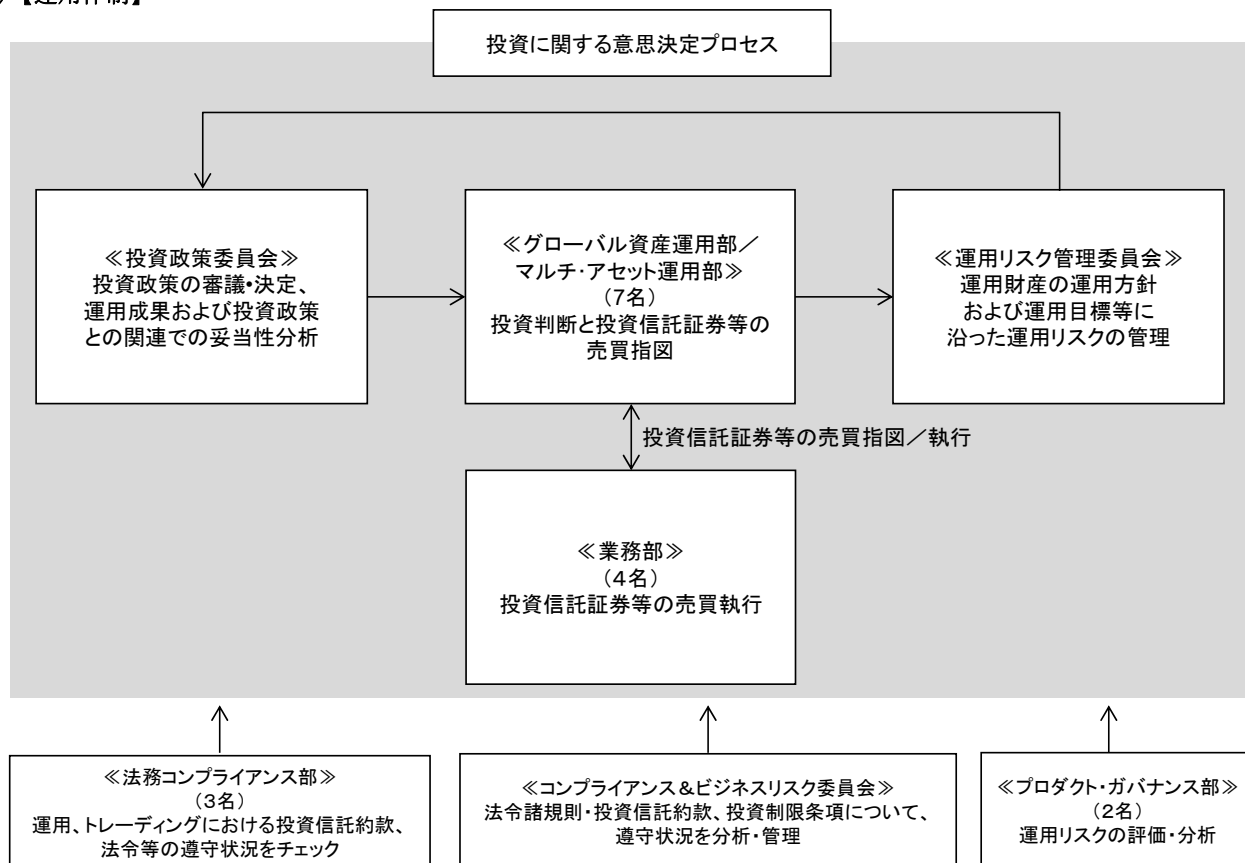 【運用体制】
投資に関する意思決定プロセス
≪投資政策委員会≫
投資政策の審議・決定、
運用成果および投資政策
との関連での妥当性分析
≪グローバル資産運用部／
マルチ・アセット運用部≫
（7名）
投資判断と投資信託証券等の
売買指図
≪運用リスク管理委員会≫
運用財産の運用方針
および運用目標等に
沿った運用リスクの管理
投資信託証券等の売買指図／執行
≪業務部≫
（4名）
投資信託証券等の売買執行
≪法務コンプライアンス部≫
（3名）
運用、トレーディングにおける投資信託約款、
法令等の遵守状況をチェック
≪コンプライアンス＆ビジネスリスク委員会≫
法令諸規則・投資信託約款、投資制限条項について、
遵守状況を分析・管理
≪プロダクト・ガバナンス部≫
（2名）
運用リスクの評価・分析